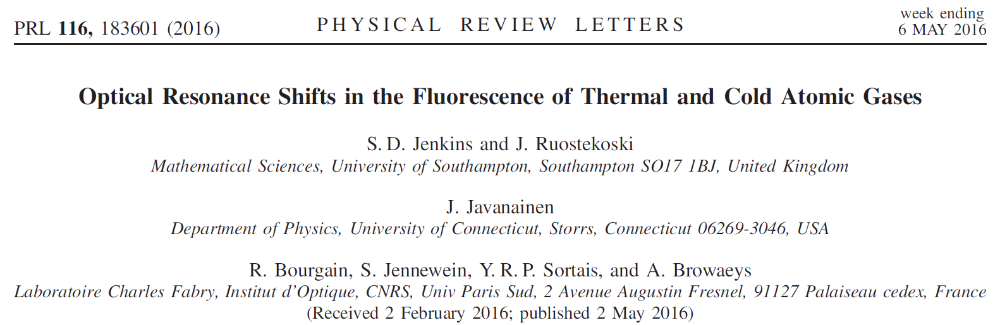 PRL 116, 183601 (2016)
PHYSICAL REVIEW LETTERS
week ending
6 MAY 2016
Optical Resonance Shifts in the Fluorescence of Thermal and Cold Atomic Gases
S. D. Jenkins and J. Ruostekoski
Mathematical Sciences, University of Southampton, Southampton SO17 1BJ, United Kingdom
J. Javanainen
Department of Physics, University of Connecticut, Storrs, Connecticut 06269-3046, USA
R. Bourgain, S. Jennewein, Y. R. P. Sortais, and A. Browaeys
Laboratoire Charles Fabry, Institut d'Optique, CNRS, Univ Paris Sud, 2 Avenue Augustin Fresnel, 91127 Palaiseau cedex, France
(Received 2 February 2016; published 2 May 2016)